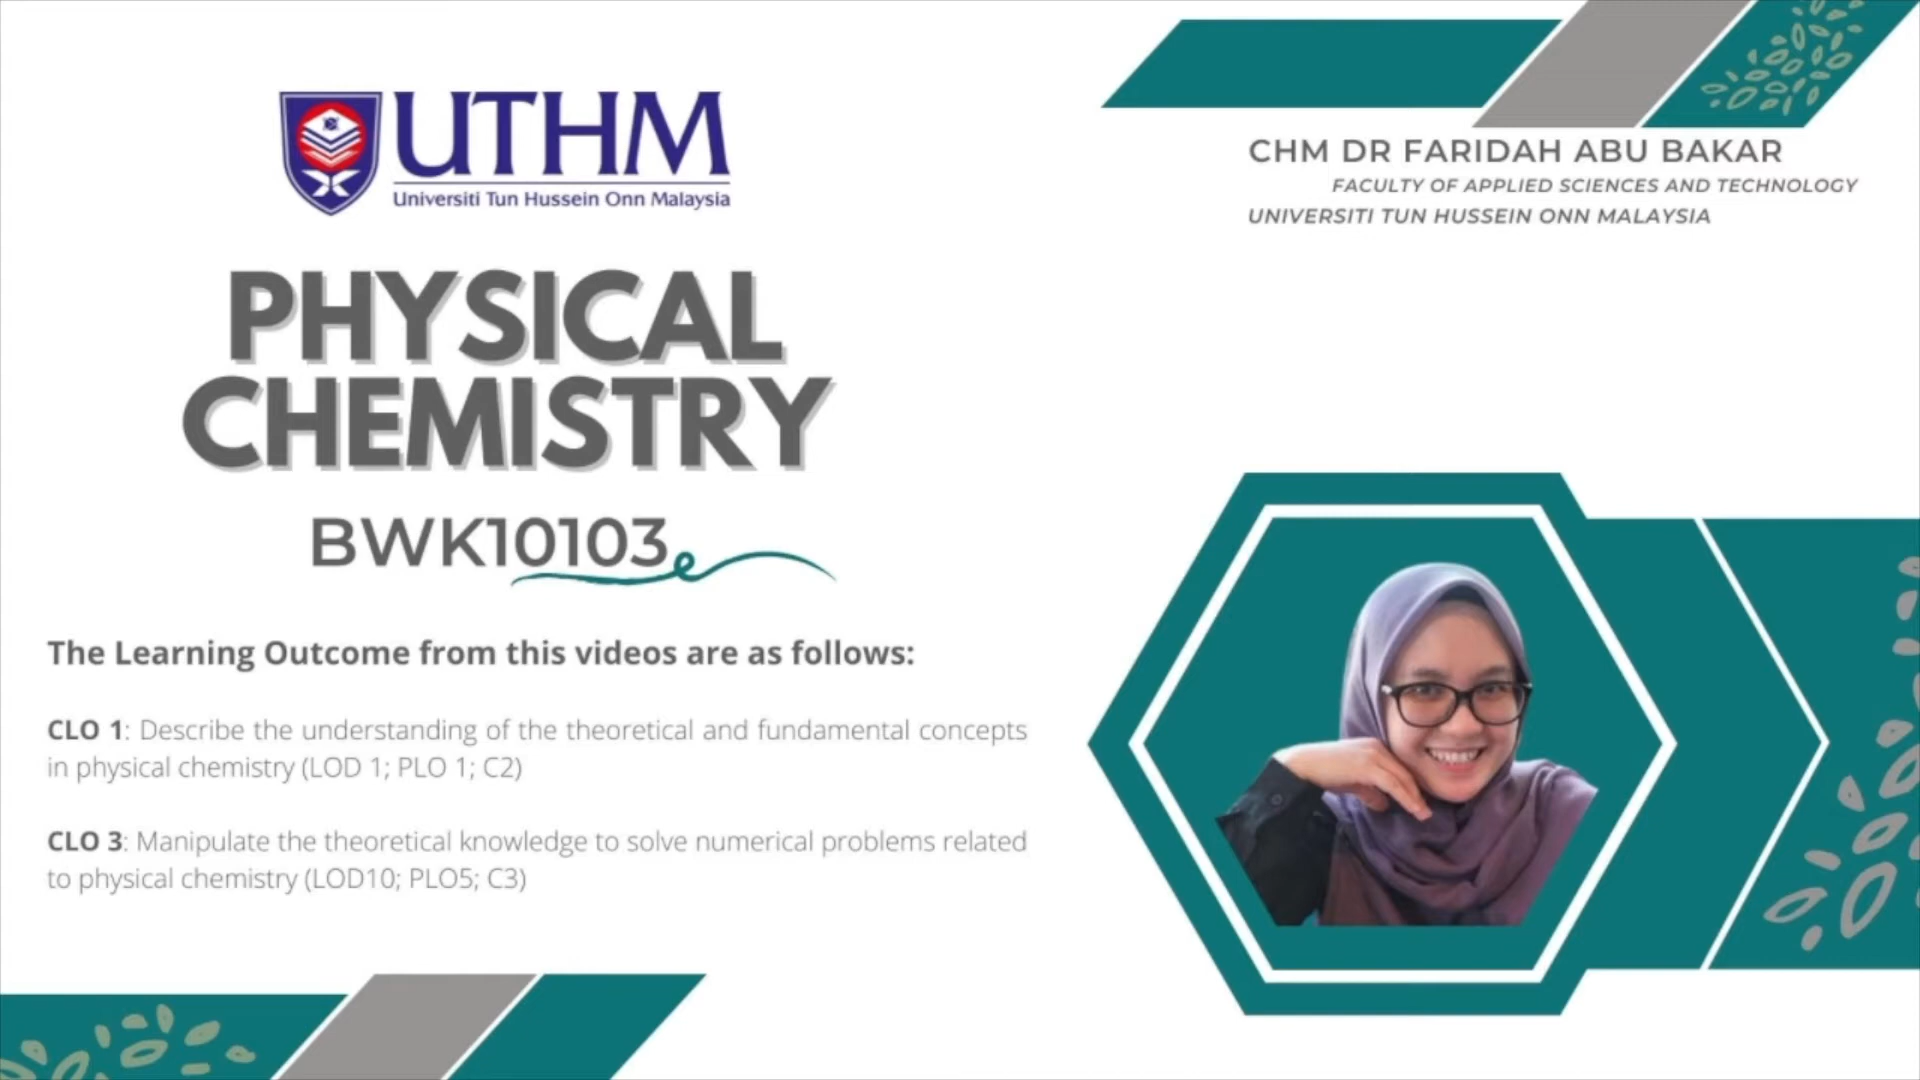 UTHM
Universiti Tun Hussein Onn Malaysia
PHYSICAL
CHEMISTRY
BWK10103
The Learning Outcome from this videos are as follows:
CLO 1: Describe the understanding of the theoretical and fundamental concepts
in physical chemistry (LOD 1; PLO 1; C2)
CLO 3: Manipulate the theoretical knowledge to solve numerical problems related
to physical chemistry (LOD10; PLO5; C3)
CHM DR FARIDAH ABU BAKAR
FACULTY OF APPLIED SCIENCES AND TECHNOLOGY
UNIVERSITI TUN HUSSEIN ONN MALAYSIA